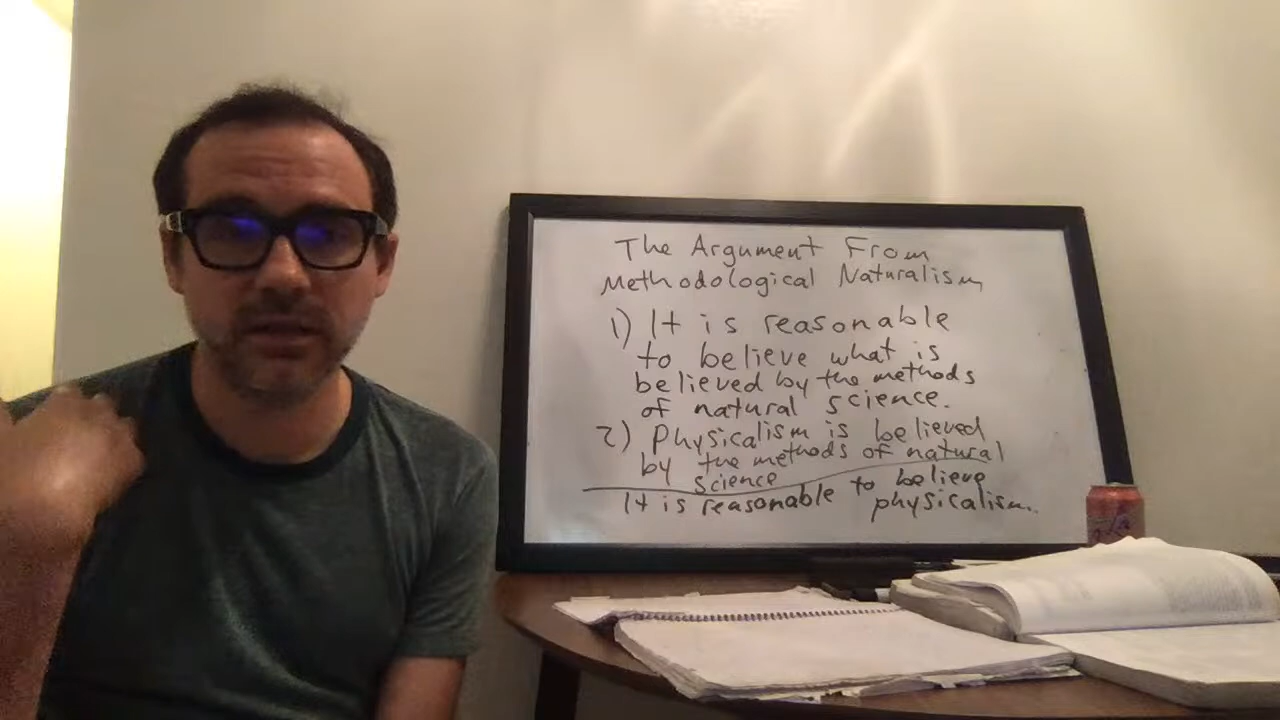 The Argument From
Methodological Naturalism
1) It is reasonable
to believe what is
believed by the methods
of natural science.
2) Physicalism is believed
by the methods of natural
science
It is reasonable to believe
physicalism.